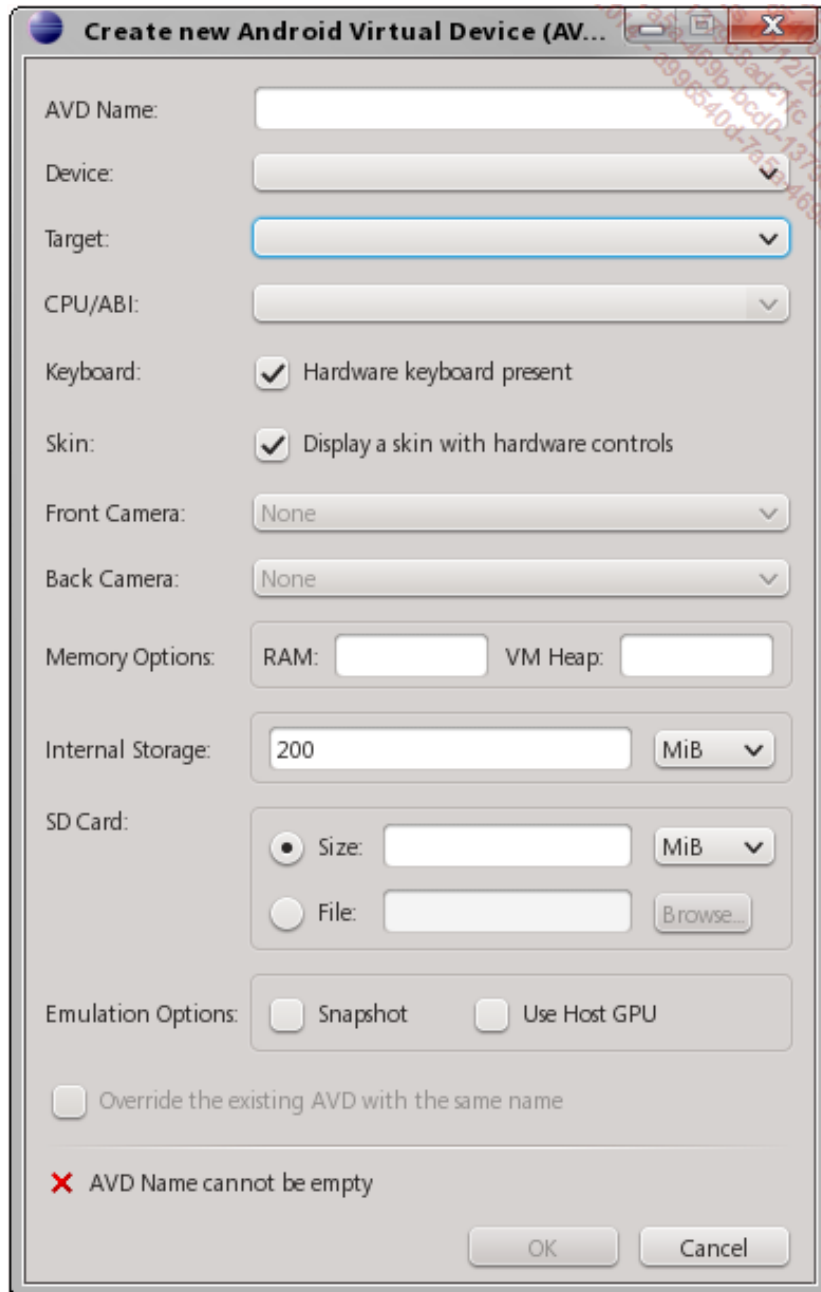 Create new Android Virtual Device (AV...
AVD Name:
Device:
Target:
CPU/ABI:
Keyboard: Hardware keyboard present
Skin: Display a skin with hardware controls
Front Camera: None
Back Camera: None
Memory Options: RAM: VM Heap:
Internal Storage: 200 MiB
SD Card:
Size: MiB
File: Browse...
Emulation Options: Snapshot Use Host GPU
Override the existing AVD with the same name
AVD Name cannot be empty
OK Cancel